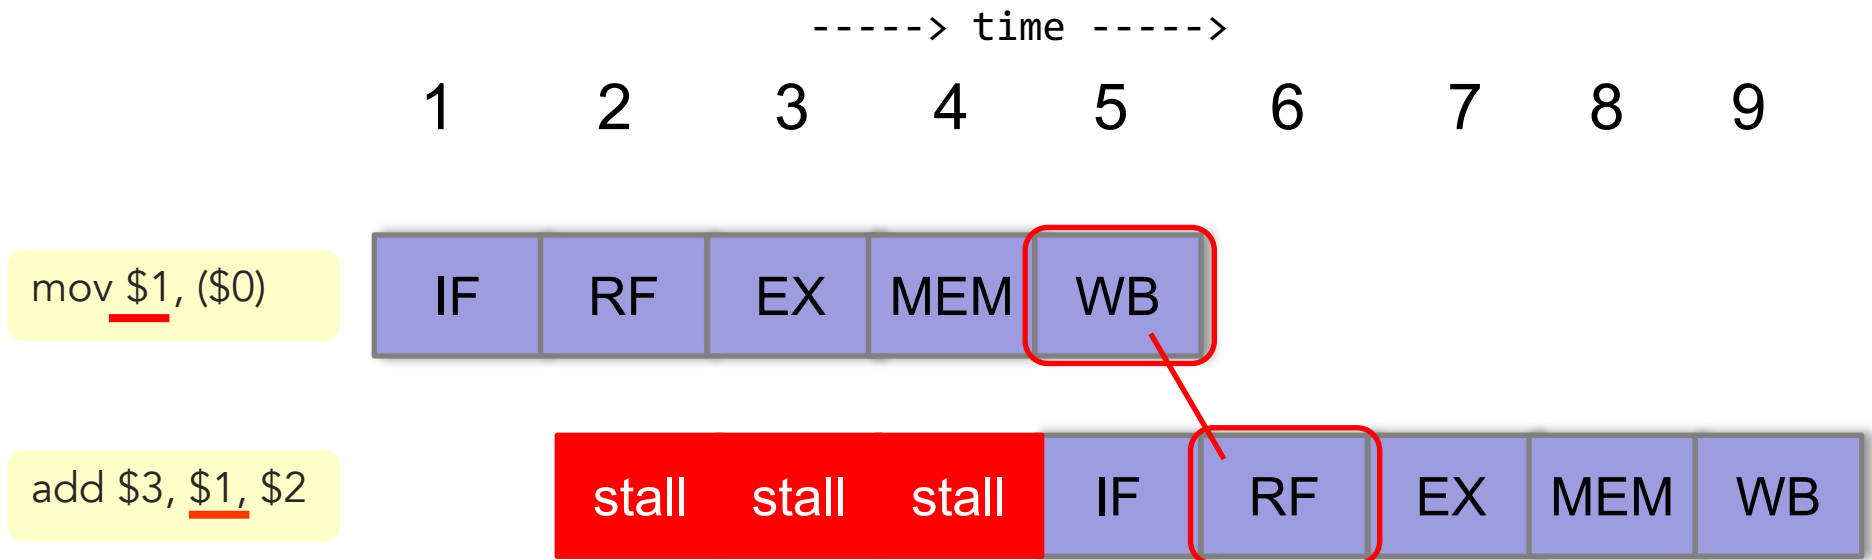 -----> time ----->
1 2 3 4 5 6 7 8 9
mov $1, ($0) IF RF EX MEM WB
add $3, $1, $2 stall stall stall IF RF EX MEM WB